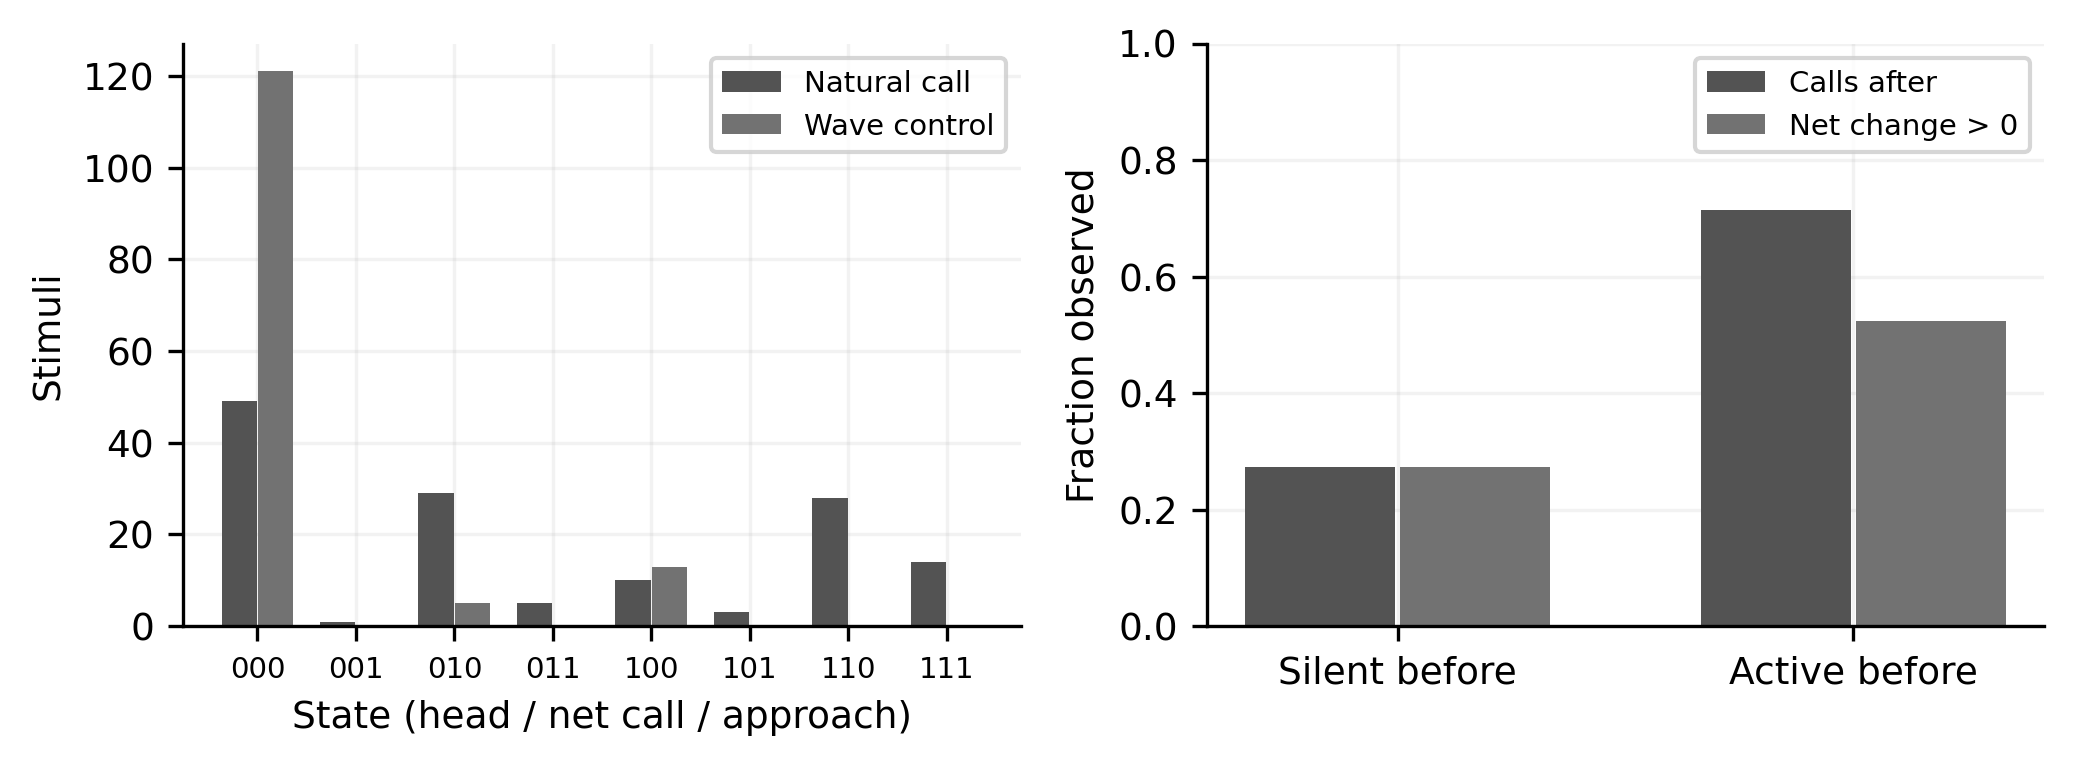 Stimuli
120
100
80
60
40
20
0
Natural call
Wave control
000 001 010 011 100 101 110 111
State (head / net call / approach)
Fraction observed
1.0
0.8
0.6
0.4
0.2
0.0
Calls after
Net change > 0
Silent before Active before